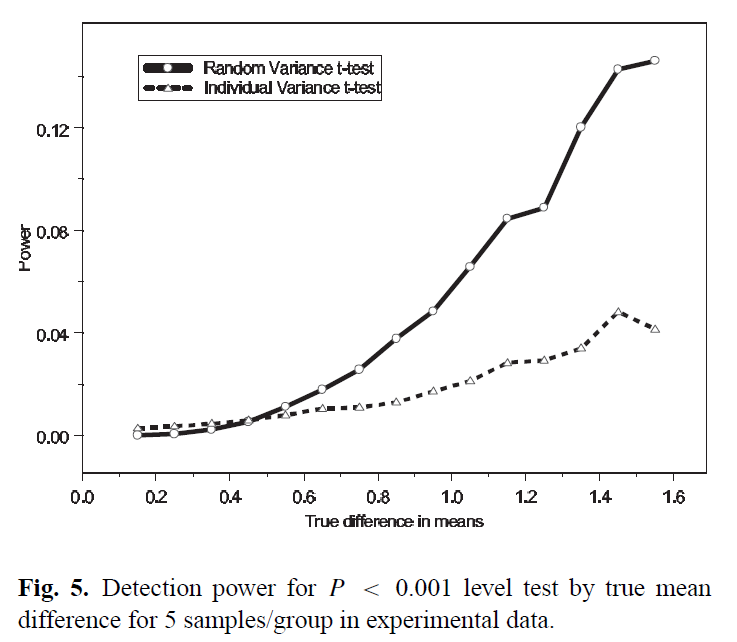 Random Variance t-test
Individual Variance t-test
0.12
0.08
0.04
0.00
Power
0.0 0.2 0.4 0.6 0.8 1.0 1.2 1.4 1.6
True difference in means
Fig. 5. Detection power for P < 0.001 level test by true mean
difference for 5 samples/group in experimental data.